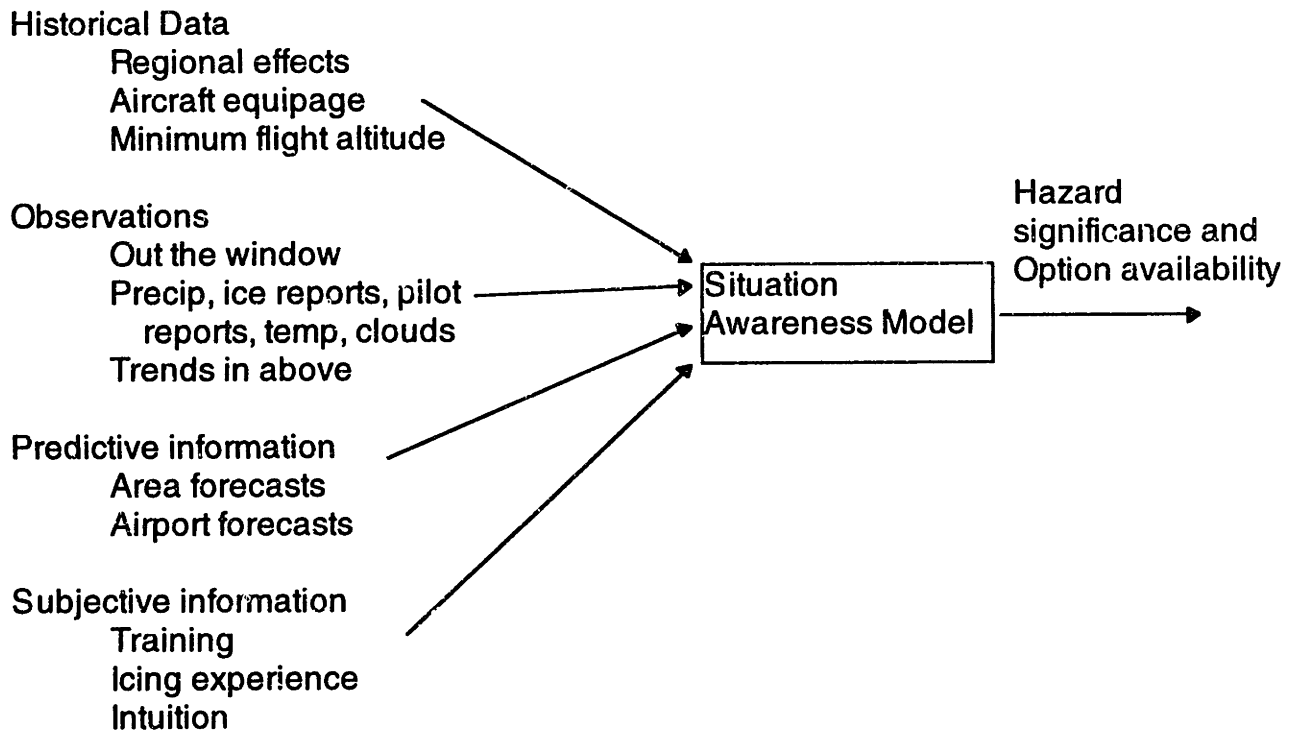 Historical Data
Regional effects
Aircraft equipage
Minimum flight altitude
Observations
Out the window
Precip, ice reports, pilot
reports, temp, clouds
Trends in above
Predictive information
Area forecasts
Airport forecasts
Subjective information
Training
Icing experience
Intuition
Situation
Awareness Model
Hazard
significance and
Option availability